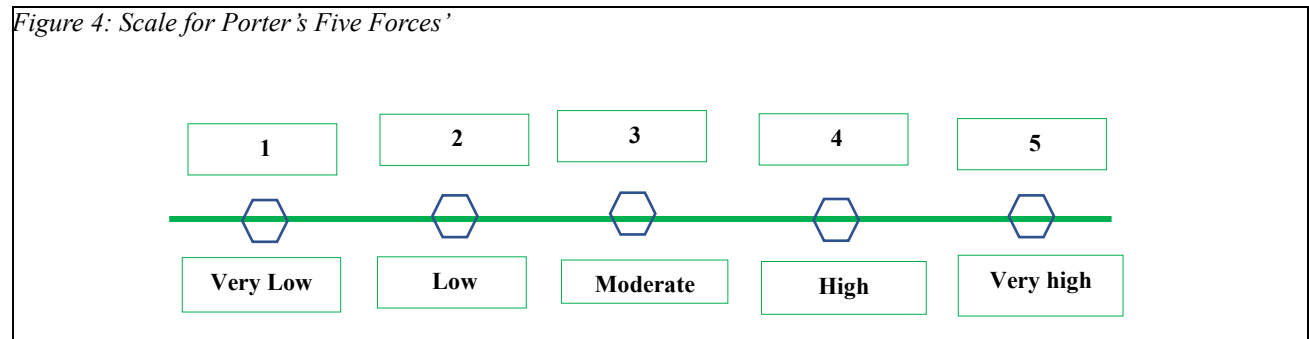 Figure 4: Scale for Porter’s Five Forces’
1 2 3 4 5
Very Low Low Moderate High Very high